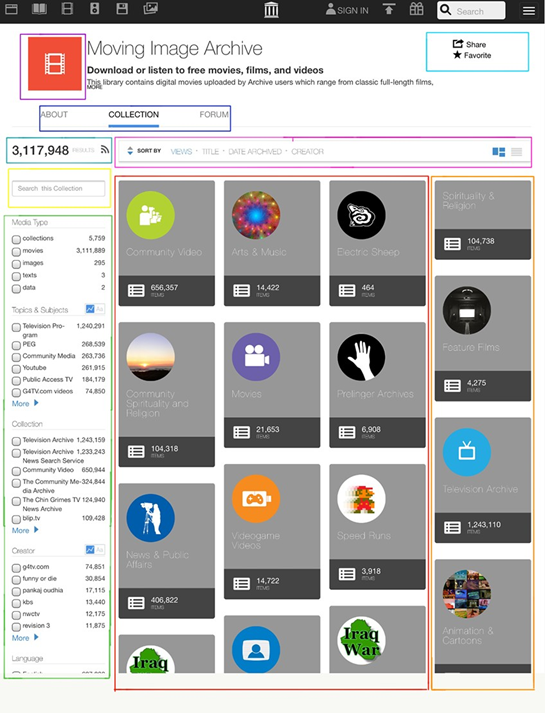 SIGN IN
Search
Moving Image Archive
Download or listen to free movies, films, and videos
This library contains digital movies uploaded by Archive users which range from classic full-length films,
MORE
Share
Favorite
ABOUT
COLLECTION
FORUM
3,117,948 RESULTS
SORT BY VIEWS · TITLE · DATE ARCHIVED · CREATOR
Search this Collection
Media Type
collections 5,759
movies 3,111,889
images 295
texts 3
data 2
Topics & Subjects
Television Pro-
gram 1,240,291
PEG 268,539
Community Media 263,736
Youtube 261,915
Public Access TV 184,179
G4TV.com videos 74,850
More
Collection
Television Archive 1,243,159
Television Archive 1,233,243
News Search Service
Community Video 650,944
The Community Me-324,844
dia Archive
The Chin Grimes TV 124,940
News Archive
blip.tv 109,428
More
Creator
g4tv.com 74,851
funny or die 30,854
pankaj oudhia 17,115
kbs 13,440
nwctv 12,175
revision 3 11,875
More
Language
Community Video
656,357
ITEMS
Arts & Music
14,422
ITEMS
Electric Sheep
464
ITEMS
Spirituality &
Religion
104,738
ITEMS
Community
Spirituality and
Religion
104,318
ITEMS
Movies
21,653
ITEMS
Prelinger Archives
6,908
ITEMS
Feature Films
4,275
ITEMS
News & Public
Affairs
406,822
ITEMS
Videogame
Videos
14,722
ITEMS
Speed Runs
3,918
ITEMS
Television Archive
1,243,110
ITEMS
Iraq
Iraq
War
Animation &
Cartoons